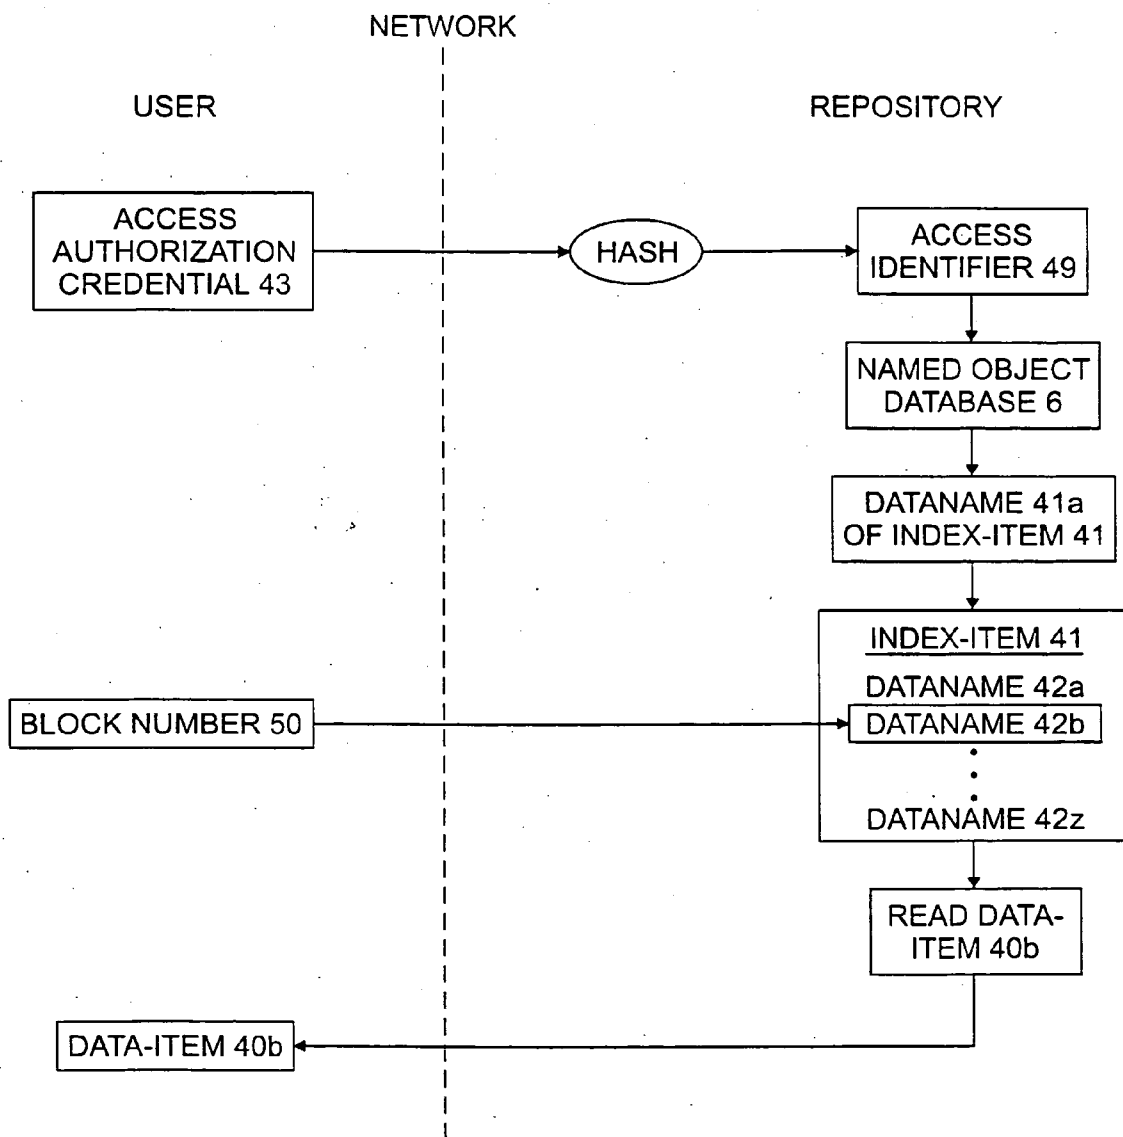 NETWORK
USER
REPOSITORY
ACCESS
AUTHORIZATION
CREDENTIAL 43
HASH
ACCESS
IDENTIFIER 49
NAMED OBJECT
DATABASE 6
DATANAME 41a
OF INDEX-ITEM 41
INDEX-ITEM 41
DATANAME 42a
BLOCK NUMBER 50
DATANAME 42b
DATANAME 42z
READ DATA-
ITEM 40b
DATA-ITEM 40b